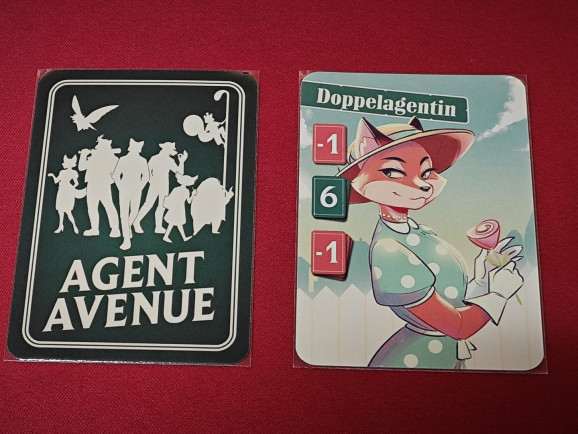 AGENT
AVENUE
Doppelagentin
-1
6
-1